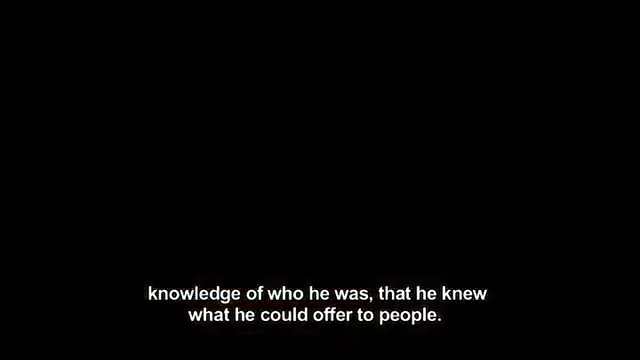 knowledge of who he was, that he knew
what he could offer to people.